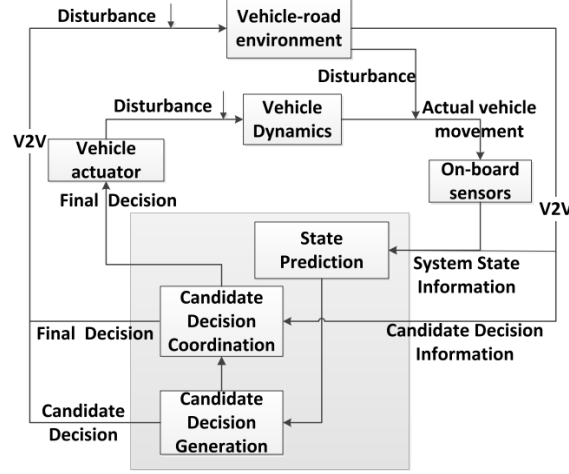 Disturbance
Vehicle-road
environment
Disturbance
Disturbance
Vehicle
Dynamics
Actual vehicle
movement
V2V
Vehicle
actuator
On-board
sensors
V2V
Final Decision
State
Prediction
System State
Information
Candidate
Decision
Coordination
Final Decision
Candidate Decision
Information
Candidate
Decision
Candidate
Decision
Generation